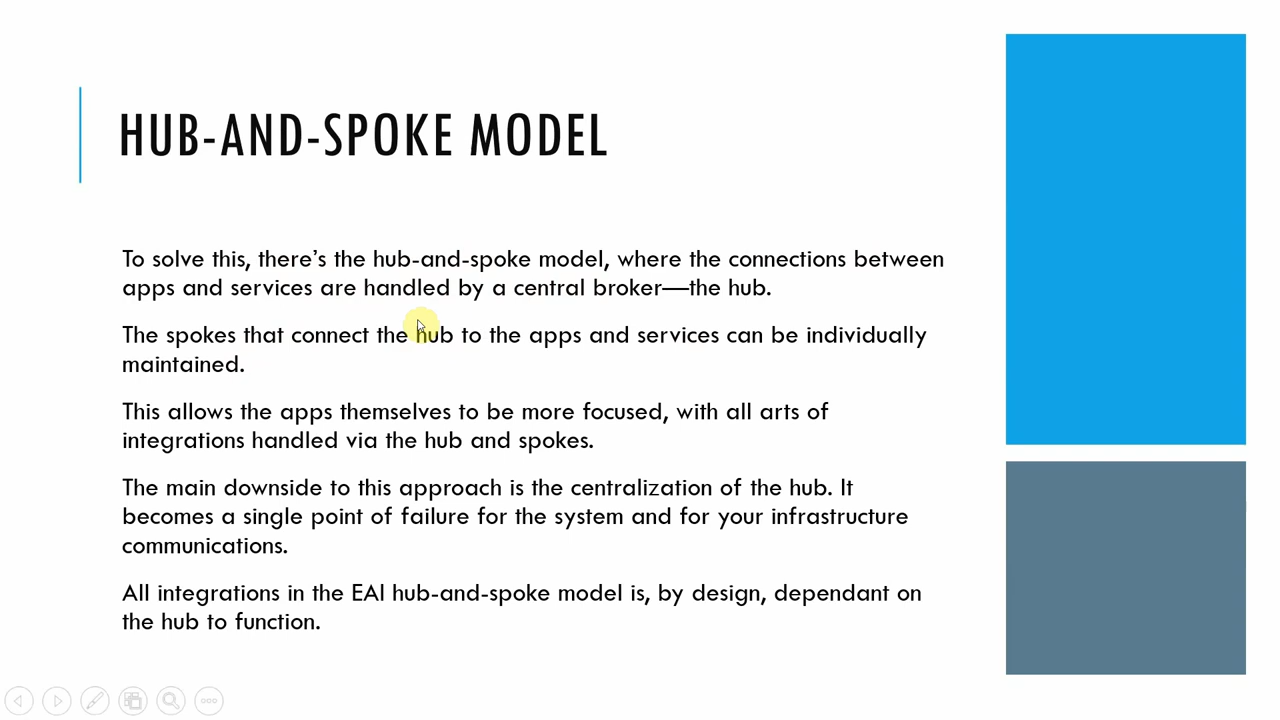 HUB-AND-SPOKE MODEL
To solve this, there's the hub-and-spoke model, where the connections between
apps and services are handled by a central broker—the hub.
The spokes that connect the hub to the apps and services can be individually
maintained.
This allows the apps themselves to be more focused, with all arts of
integrations handled via the hub and spokes.
The main downside to this approach is the centralization of the hub. It
becomes a single point of failure for the system and for your infrastructure
communications.
All integrations in the EAI hub-and-spoke model is, by design, dependant on
the hub to function.